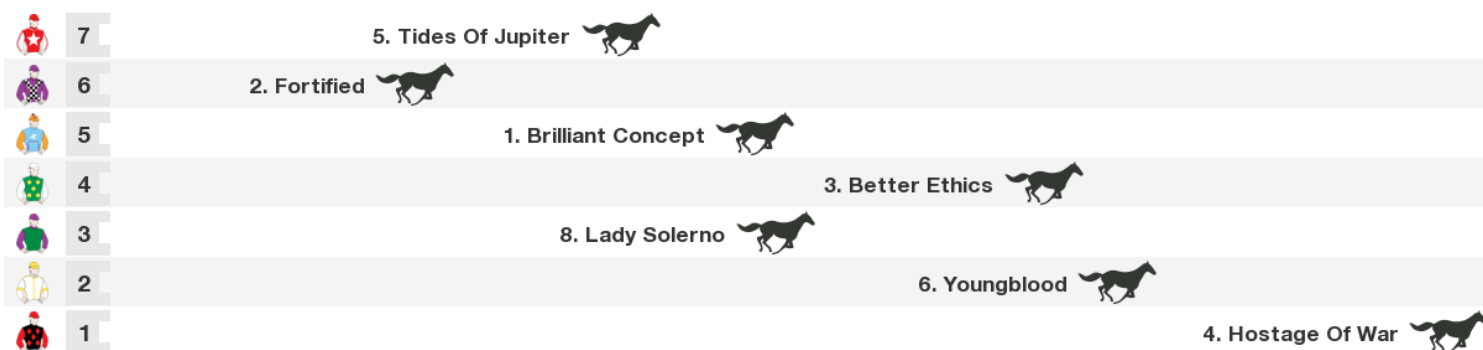 7 5. Tides Of Jupiter
6 2. Fortified
5 1. Brilliant Concept
4 3. Better Ethics
3 8. Lady Solerno
2 6. Youngblood
1 4. Hostage Of War